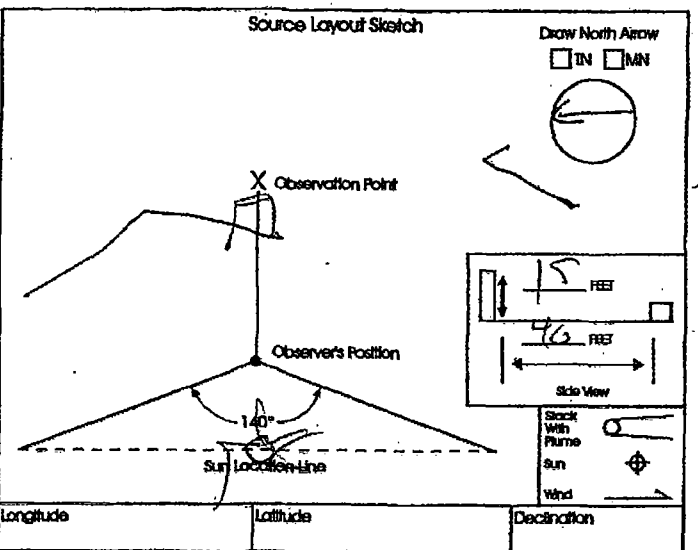 Source Layout Sketch
Draw North Arrow
TN MN
X Observation Point
15 FEET
Observer's Position
40 FEET
Side View
140°
Sun Location Line
Stack
With
Plume
Sun
Wind
Longitude
Latitude
Declination